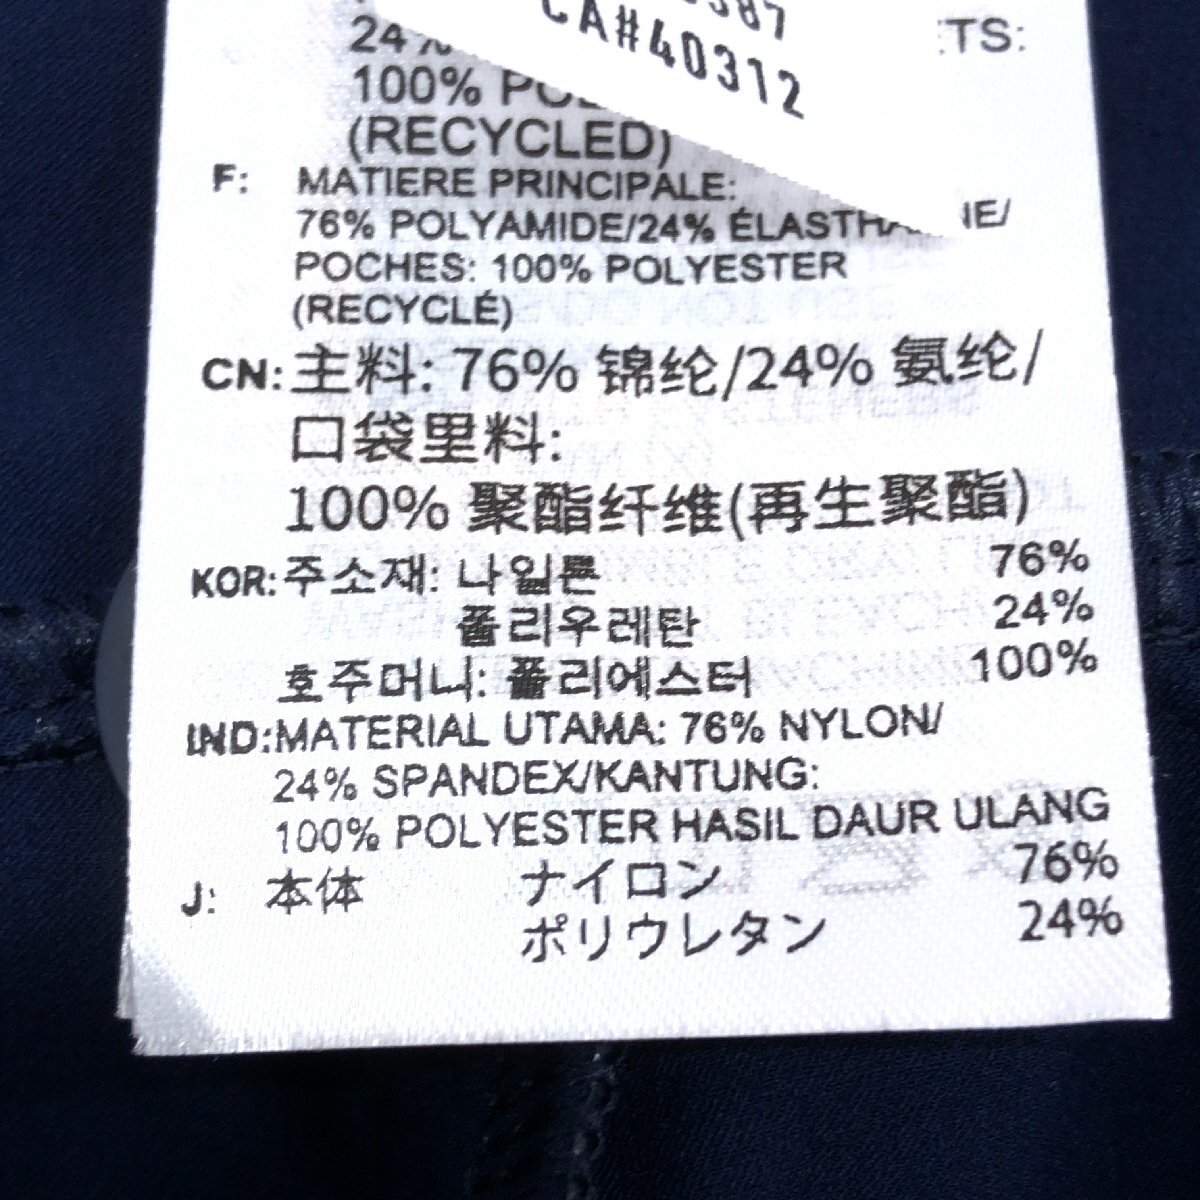 CA#40312
TS:
24%
100%
(RECYCLED)
F: MATIERE PRINCIPALE:
76% POLYAMIDE/24%
POCHES: 100% POLYESTER
(RECYCLÉ)
CN: 主料: 76% 锦纶/24% 氨纶/
口袋里料:
100% 聚酯纤维(再生聚酯)
KOR: 주소재: 나일론 76%
폴리우레탄 24%
호주머니: 폴리에스터 100%
IND: MATERIAL UTAMA: 76% NYLON/
24% SPANDEX/KANTUNG:
100% POLYESTER HASIL DAUR ULANG
J: 本体 ナイロン 76%
ポリウレタン 24%